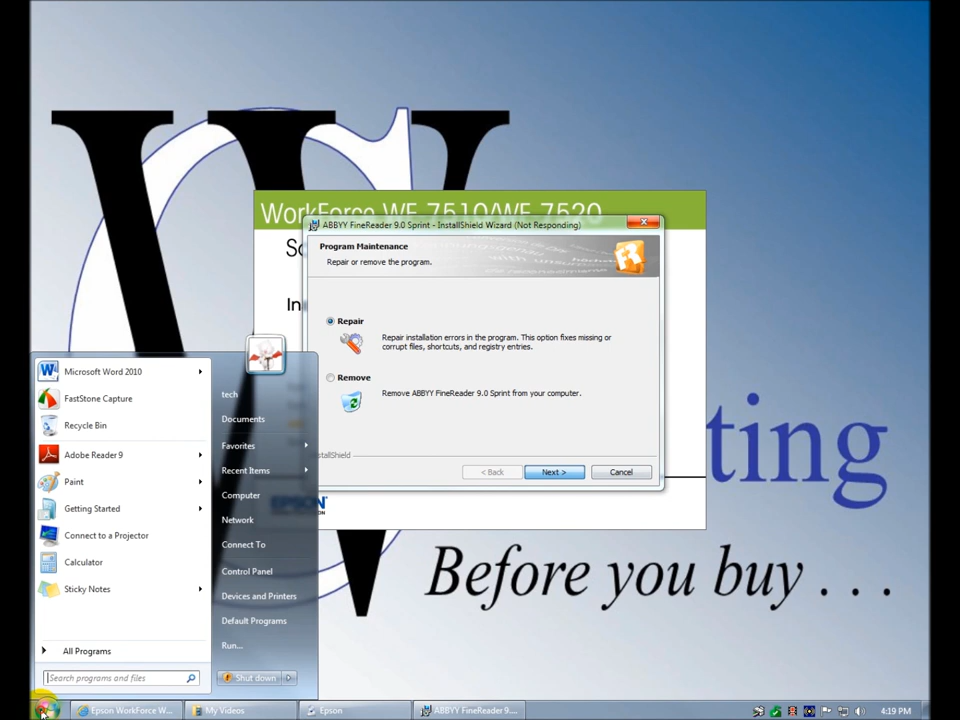 W
WorkForce WF-7510/WF-7520
So
In
ABBYY FineReader 9.0 Sprint - InstallShield Wizard (Not Responding)
Program Maintenance
Repair or remove the program.
Repair
Repair installation errors in the program. This option fixes missing or
corrupt files, shortcuts, and registry entries.
Remove
Remove ABBYY FineReader 9.0 Sprint from your computer.
InstallShield
< Back
Next >
Cancel
EPSON
ting
Before you buy . . .
Microsoft Word 2010
FastStone Capture
Recycle Bin
Adobe Reader 9
Paint
Getting Started
Connect to a Projector
Calculator
Sticky Notes
All Programs
Search programs and files
tech
Documents
Favorites
Recent Items
Computer
Network
Connect To
Control Panel
Devices and Printers
Default Programs
Run...
Shut down
Epson WorkForce W...
My Videos
Epson
ABBYY FineReader 9....
4:19 PM